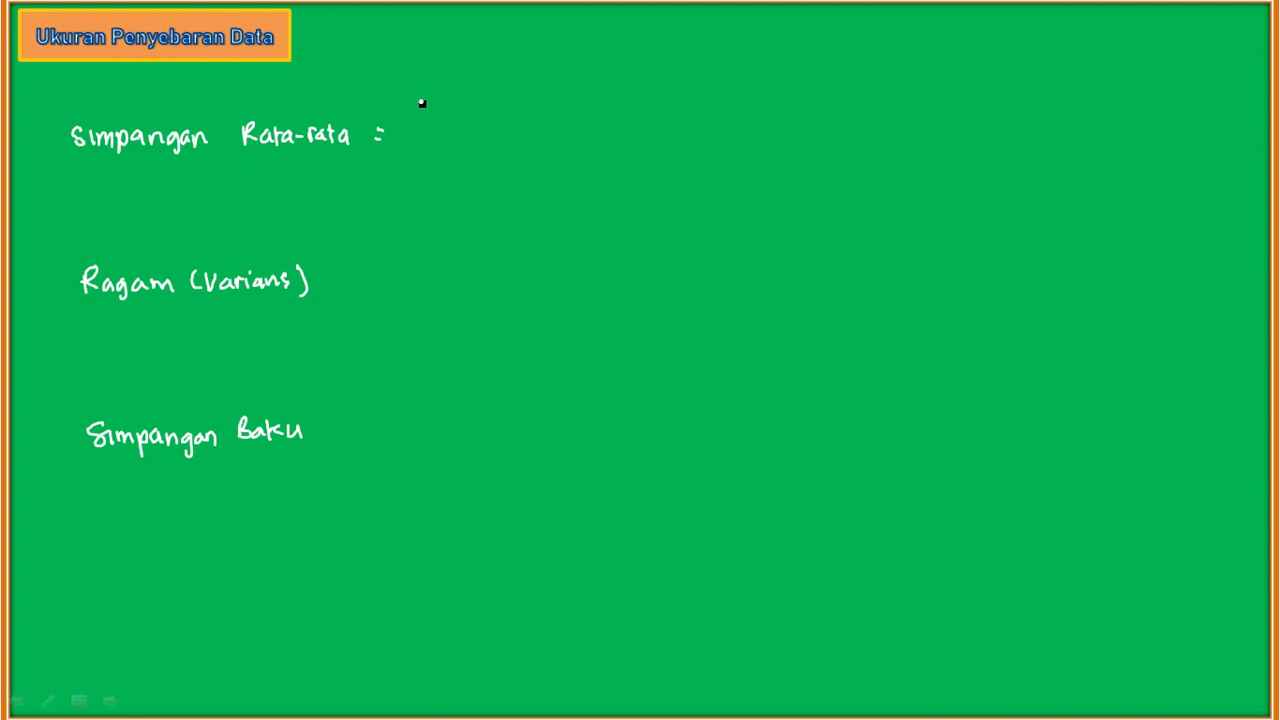 Ukuran Penyebaran Data
Simpangan Rata-rata =
Ragam (Varians)
Simpangan Baku